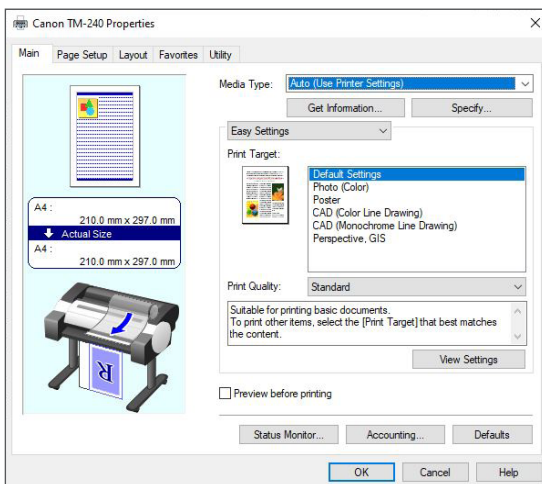 Canon TM-240 Properties
Main Page Setup Layout Favorites Utility
Media Type: Auto (Use Printer Settings)
Get Information... Specify...
Easy Settings
Print Target:
Default Settings
Photo (Color)
Poster
CAD (Color Line Drawing)
CAD (Monochrome Line Drawing)
Perspective, GIS
A4 :
210.0 mm x 297.0 mm
Actual Size
A4 :
210.0 mm x 297.0 mm
R
Print Quality: Standard
Suitable for printing basic documents.
To print other items, select the [Print Target] that best matches
the content.
View Settings
Preview before printing
Status Monitor... Accounting... Defaults
OK Cancel Help